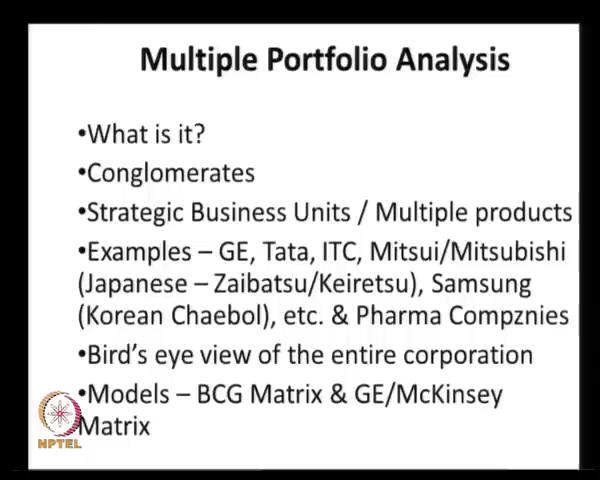 Multiple Portfolio Analysis
•What is it?
•Conglomerates
•Strategic Business Units / Multiple products
•Examples – GE, Tata, ITC, Mitsui/Mitsubishi
(Japanese – Zaibatsu/Keiretsu), Samsung
(Korean Chaebol), etc. & Pharma Compznies
•Bird's eye view of the entire corporation
•Models – BCG Matrix & GE/McKinsey
Matrix
NPTEL